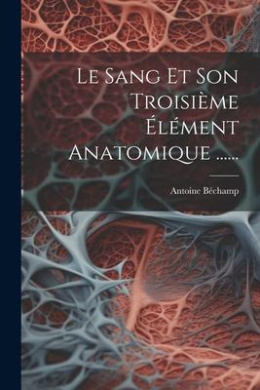 Le Sang Et Son
Troisième
Élément
Anatomique ......
Antoine Béchamp